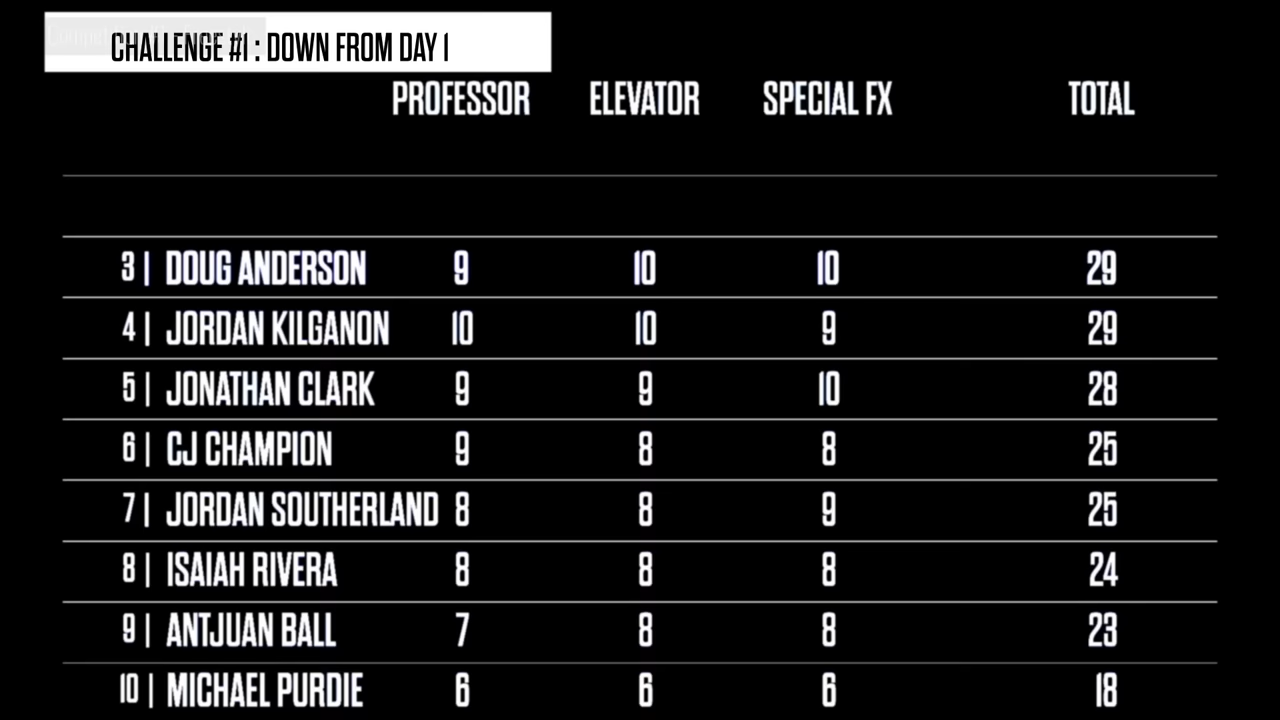 CHALLENGE #1 : DOWN FROM DAY 1
PROFESSOR ELEVATOR SPECIAL FX TOTAL
3 | DOUG ANDERSON 9 10 10 29
4 | JORDAN KILGANON 10 10 9 29
5 | JONATHAN CLARK 9 9 10 28
6 | CJ CHAMPION 9 8 8 25
7 | JORDAN SOUTHERLAND 8 8 9 25
8 | ISAIAH RIVERA 8 8 8 24
9 | ANTJUAN BALL 7 8 8 23
10 | MICHAEL PURDIE 6 6 6 18